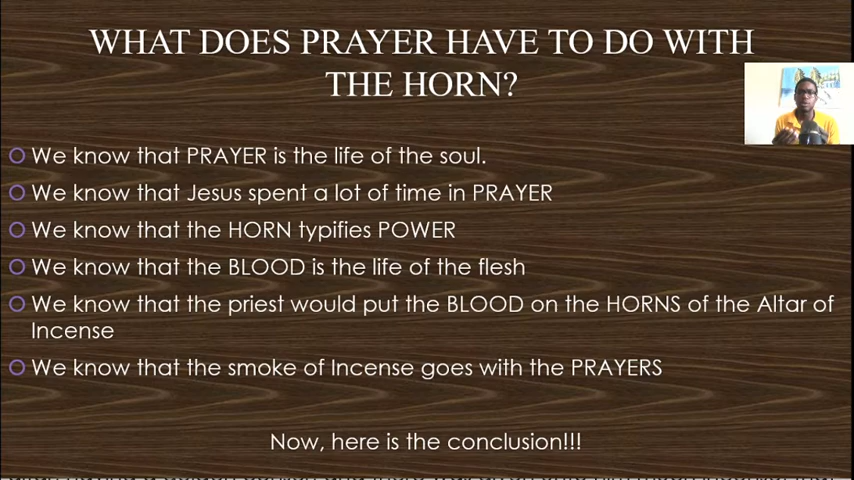 WHAT DOES PRAYER HAVE TO DO WITH
THE HORN?
We know that PRAYER is the life of the soul.
We know that Jesus spent a lot of time in PRAYER
We know that the HORN typifies POWER
We know that the BLOOD is the life of the flesh
We know that the priest would put the BLOOD on the HORNS of the Altar of
Incense
We know that the smoke of Incense goes with the PRAYERS
Now, here is the conclusion!!!